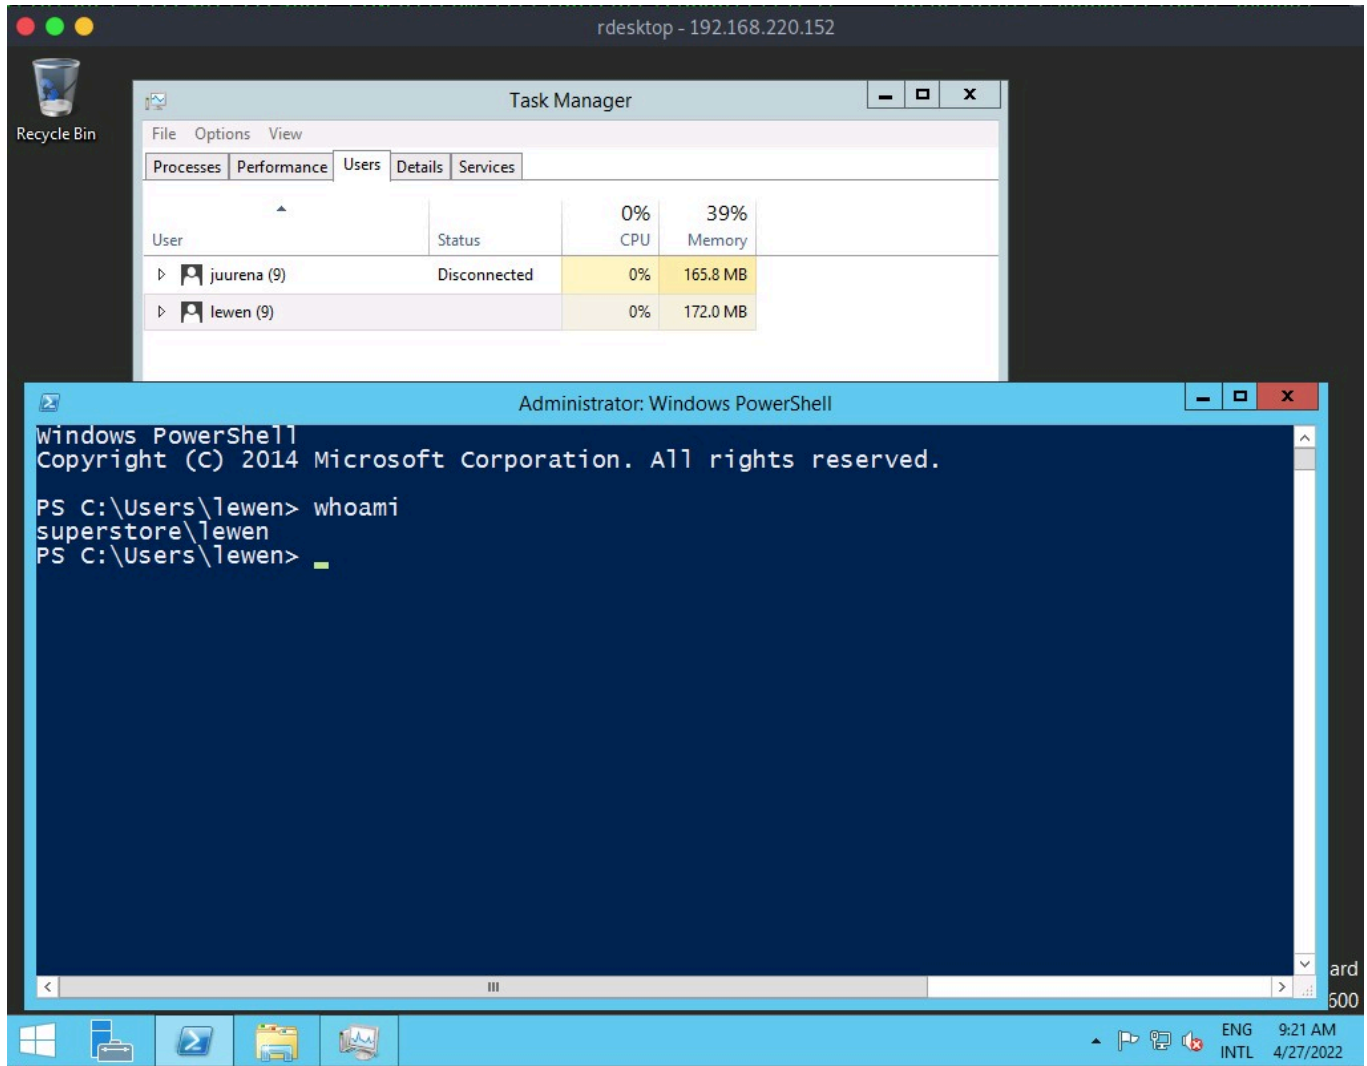 rdesktop - 192.168.220.152
Recycle Bin
Task Manager
File Options View
Processes Performance Users Details Services
0% 39%
User Status CPU Memory
juurena (9) Disconnected 0% 165.8 MB
lewen (9) 0% 172.0 MB
Administrator: Windows PowerShell
Windows PowerShell
Copyright (C) 2014 Microsoft Corporation. All rights reserved.
PS C:\Users\lewen> whoami
superstore\lewen
PS C:\Users\lewen>
ard
600
ENG 9:21 AM
INTL 4/27/2022